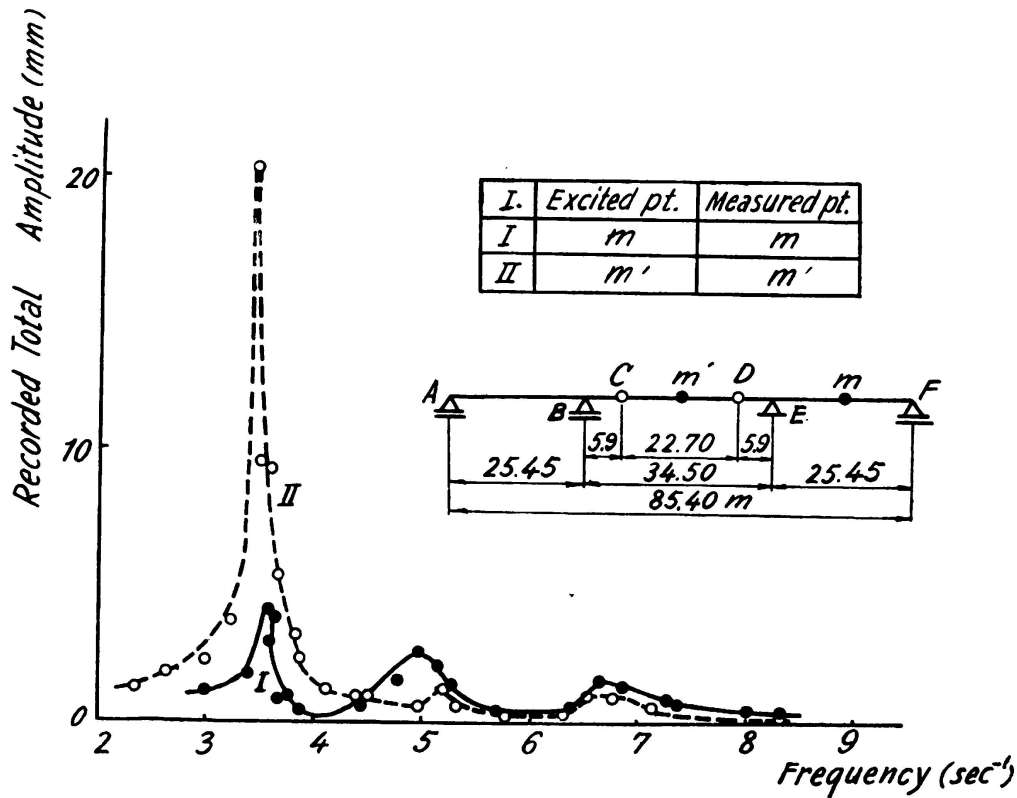 Recorded Total Amplitude (mm)
20
10
0
2 3 4 5 6 7 8 9
Frequency (sec⁻¹)
I
II
I. Excited pt. Measured pt.
I m m
II m' m'
A B C m' D E m F
5.9 22.70 5.9
25.45 34.50 25.45
85.40 m